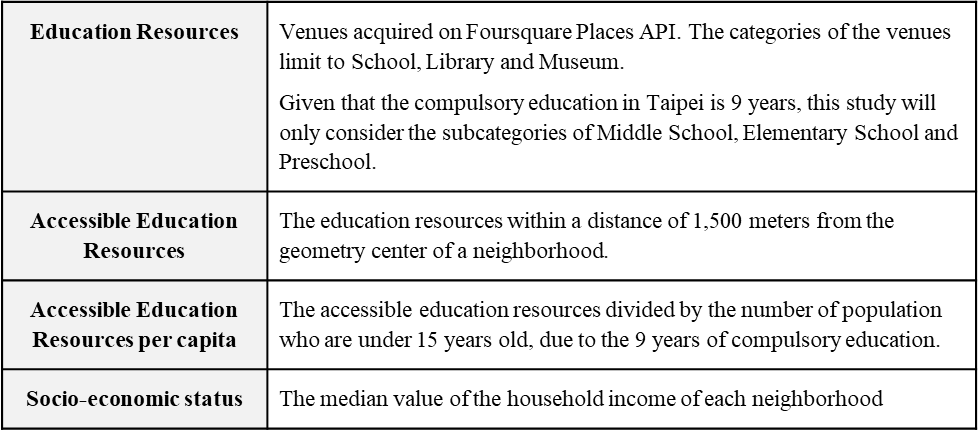 Education Resources
Venues acquired on Foursquare Places API. The categories of the venues
limit to School, Library and Museum.
Given that the compulsory education in Taipei is 9 years, this study will
only consider the subcategories of Middle School, Elementary School and
Preschool.
Accessible Education
Resources
The education resources within a distance of 1,500 meters from the
geometry center of a neighborhood.
Accessible Education
Resources per capita
The accessible education resources divided by the number of population
who are under 15 years old, due to the 9 years of compulsory education.
Socio-economic status
The median value of the household income of each neighborhood